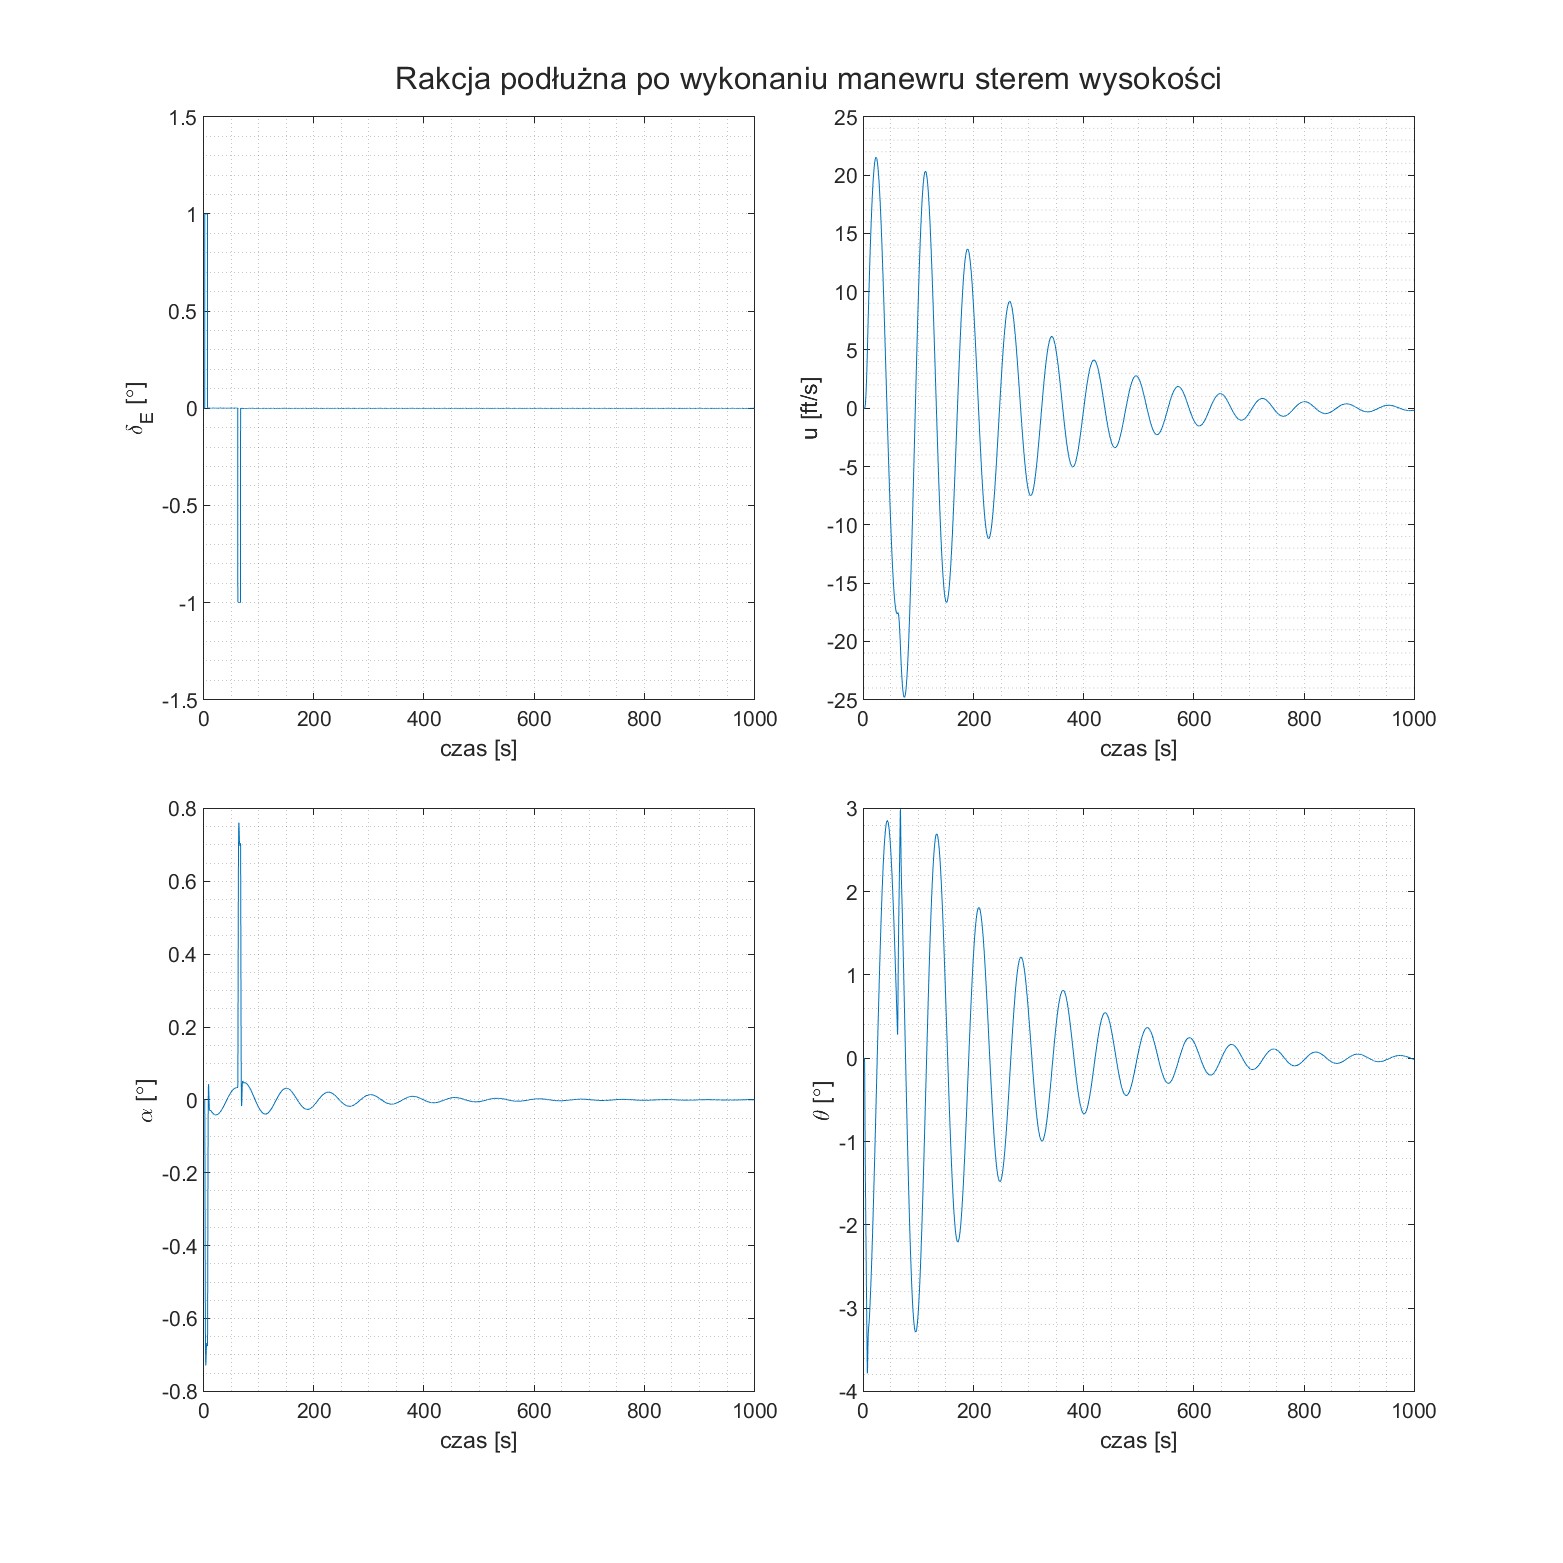 Rakcja podłużna po wykonaniu manewru sterem wysokości
1.5
1
0.5
0
-0.5
-1
-1.5
δE [°]
0 200 400 600 800 1000
czas [s]
25
20
15
10
5
0
-5
-10
-15
-20
-25
u [ft/s]
0 200 400 600 800 1000
czas [s]
0.8
0.6
0.4
0.2
0
-0.2
-0.4
-0.6
-0.8
α [°]
0 200 400 600 800 1000
czas [s]
3
2
1
0
-1
-2
-3
-4
θ [°]
0 200 400 600 800 1000
czas [s]